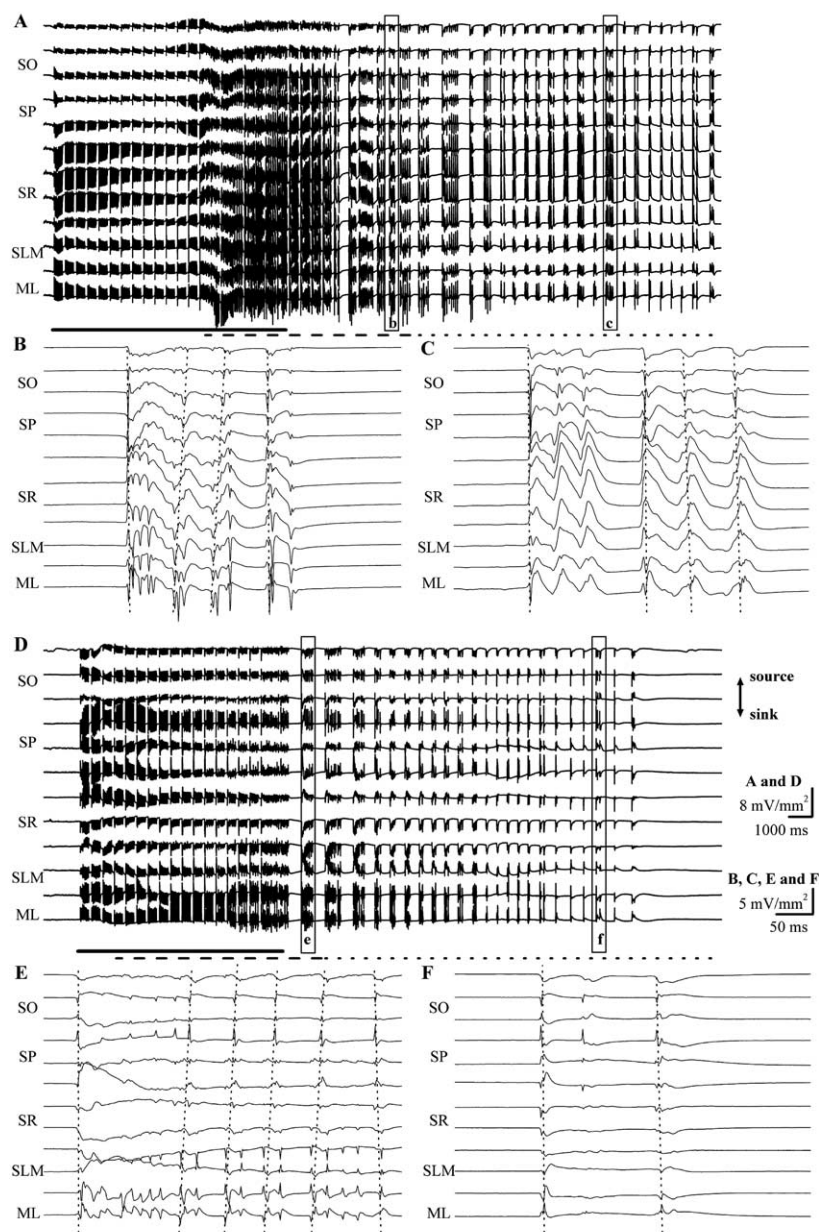 A
SO
SP
SR
SLM
ML
b
c
B
C
SO
SP
SR
SLM
ML
SO
SP
SR
SLM
ML
D
SO
SP
SR
SLM
ML
source
sink
A and D
8 mV/mm²
1000 ms
B, C, E and F
5 mV/mm²
50 ms
e
f
E
F
SO
SP
SR
SLM
ML
SO
SP
SR
SLM
ML